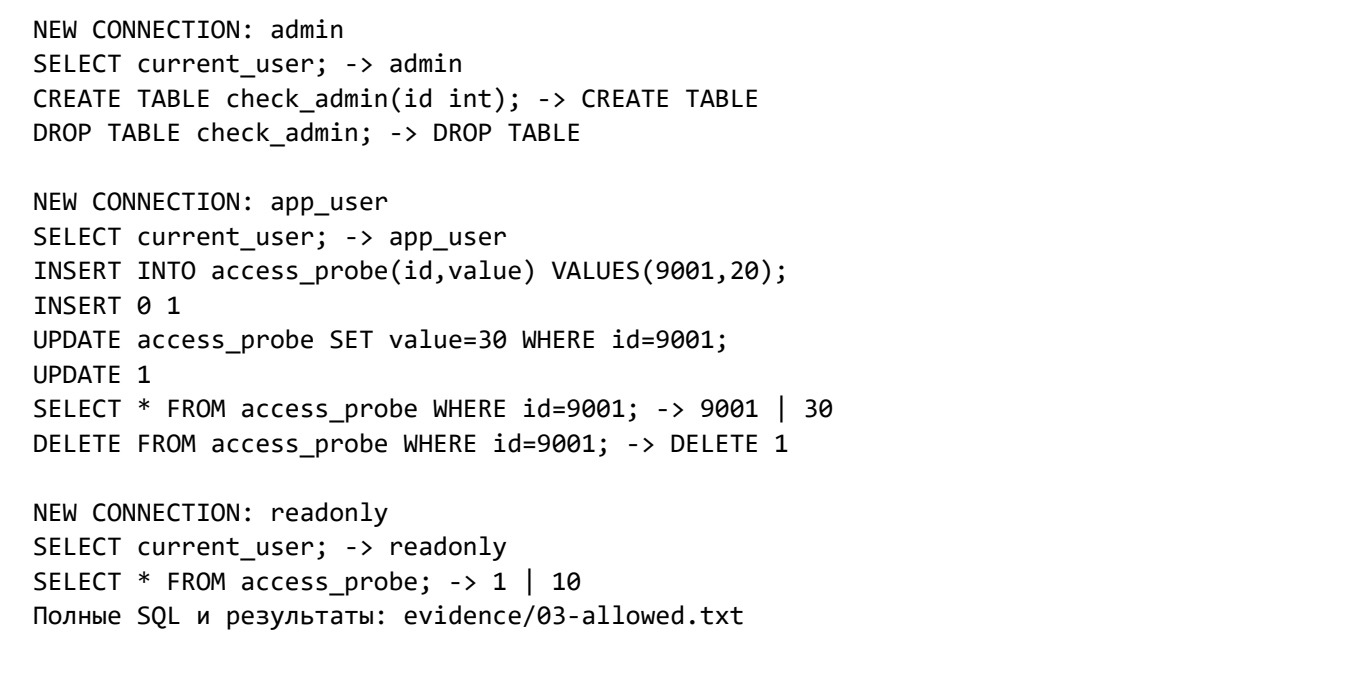 NEW CONNECTION: admin
SELECT current_user; -> admin
CREATE TABLE check_admin(id int); -> CREATE TABLE
DROP TABLE check_admin; -> DROP TABLE
NEW CONNECTION: app_user
SELECT current_user; -> app_user
INSERT INTO access_probe(id,value) VALUES(9001,20);
INSERT 0 1
UPDATE access_probe SET value=30 WHERE id=9001;
UPDATE 1
SELECT * FROM access_probe WHERE id=9001; -> 9001 | 30
DELETE FROM access_probe WHERE id=9001; -> DELETE 1
NEW CONNECTION: readonly
SELECT current_user; -> readonly
SELECT * FROM access_probe; -> 1 | 10
Полные SQL и результаты: evidence/03-allowed.txt